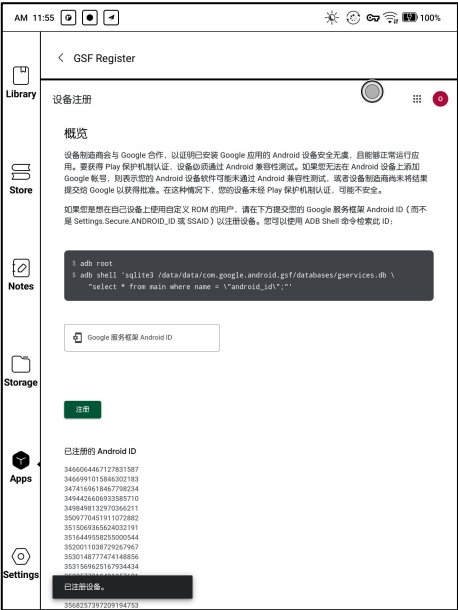 AM 11:55
100%
GSF Register
Library
设备注册
O
概览
设备制造商会与 Google 合作，以证明已安装 Google 应用的 Android 设备安全无虞，且能够正常运行应
用。要获得 Play 保护机制认证，设备必须通过 Android 兼容性测试。如果您无法在 Android 设备上添加
Google 帐号，则表示您的 Android 设备软件可能未通过 Android 兼容性测试，或者设备制造商尚未将结果
提交给 Google 以获得批准。在这种情况下，您的设备未经 Play 保护机制认证，可能不安全。
Store
如果您是想在自己设备上使用自定义 ROM 的用户，请在下方提交您的 Google 服务框架 Android ID（而不
是 Settings.Secure.ANDROID_ID 或 SSAID）以注册设备。您可以使用 ADB Shell 命令检索此 ID：
Notes
$ adb root
$ adb shell 'sqlite3 /data/data/com.google.android.gsf/databases/gservices.db \
"select * from main where name = \"android_id\";"'
Google 服务框架 Android ID
Storage
注册
已注册的 Android ID
Apps
3466064467127831587
3466991015846302183
3474169618467798234
3494426606933585710
3498498132970366211
3509770451911072882
3515069365624032191
3516449558255000544
3520011038729267967
3530148777474148856
3531569625167934434
Settings
已注册设备。
3568257397209194753